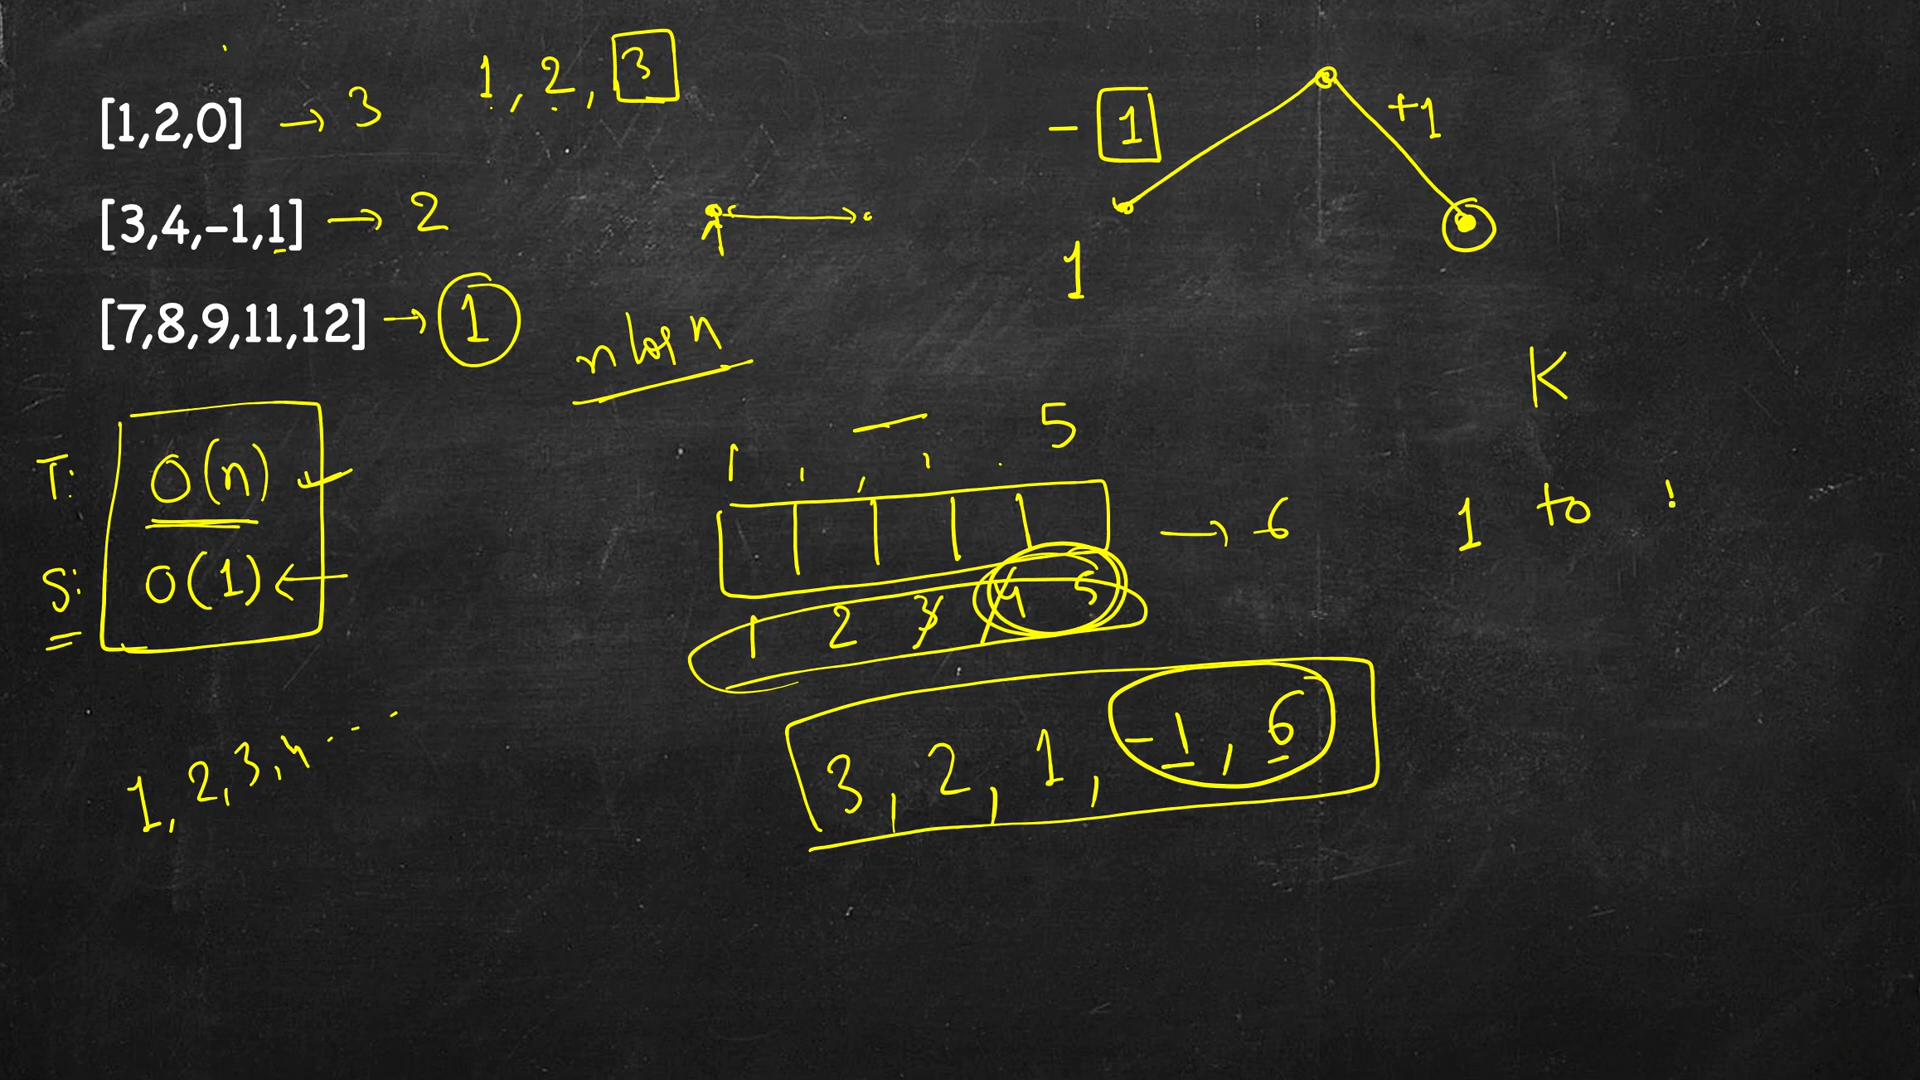 [1,2,0] → 3
1, 2, 3
[3,4,-1,1] → 2
[7,8,9,11,12] → 1
n log n
- 1
+1
1
K
1 to
T: O(n)
S: O(1) ←
1 , , , . 5
→ 6
1 2 3 4 5
3, 2, 1, -1, 6
1, 2, 3, 4 ...